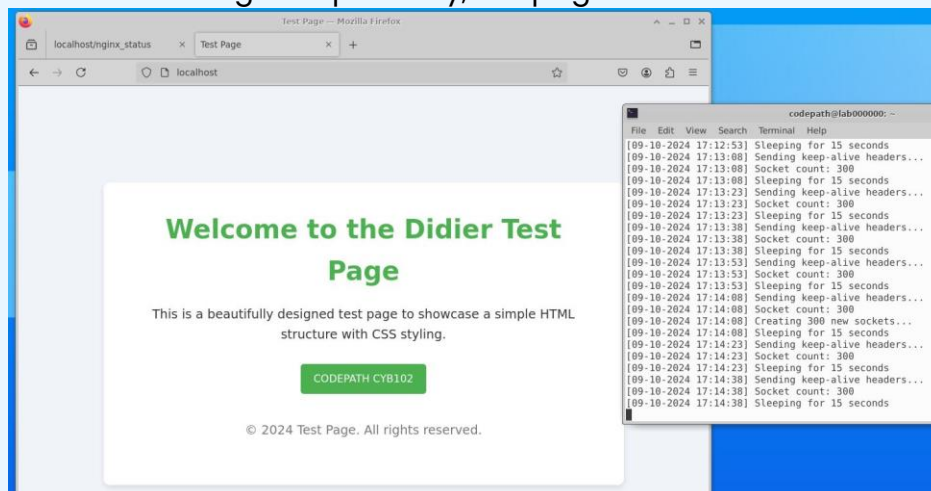 Test Page — Mozilla Firefox
localhost/nginx_status
Test Page
localhost
Welcome to the Didier Test
Page
This is a beautifully designed test page to showcase a simple HTML
structure with CSS styling.
CODEPATH CYB102
© 2024 Test Page. All rights reserved.
codepath@lab000000: ~
File Edit View Search Terminal Help
[09-10-2024 17:12:53] Sleeping for 15 seconds
[09-10-2024 17:13:08] Sending keep-alive headers...
[09-10-2024 17:13:08] Socket count: 300
[09-10-2024 17:13:08] Sleeping for 15 seconds
[09-10-2024 17:13:23] Sending keep-alive headers...
[09-10-2024 17:13:23] Socket count: 300
[09-10-2024 17:13:23] Sleeping for 15 seconds
[09-10-2024 17:13:38] Sending keep-alive headers...
[09-10-2024 17:13:38] Socket count: 300
[09-10-2024 17:13:38] Sleeping for 15 seconds
[09-10-2024 17:13:53] Sending keep-alive headers...
[09-10-2024 17:13:53] Socket count: 300
[09-10-2024 17:13:53] Sleeping for 15 seconds
[09-10-2024 17:14:08] Sending keep-alive headers...
[09-10-2024 17:14:08] Socket count: 300
[09-10-2024 17:14:08] Creating 300 new sockets...
[09-10-2024 17:14:08] Sleeping for 15 seconds
[09-10-2024 17:14:23] Sending keep-alive headers...
[09-10-2024 17:14:23] Socket count: 300
[09-10-2024 17:14:23] Sleeping for 15 seconds
[09-10-2024 17:14:38] Sending keep-alive headers...
[09-10-2024 17:14:38] Socket count: 300
[09-10-2024 17:14:38] Sleeping for 15 seconds